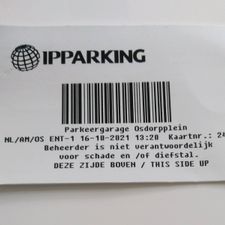 IPPARKING
Parkeergarage Osdorpplein
NL/AM/OS ENT-1 16-10-2021 13:20 Kaartnr.: 24
Beheerder is niet verantwoordelijk
voor schade en /of diefstal.
DEZE ZIJDE BOVEN / THIS SIDE UP